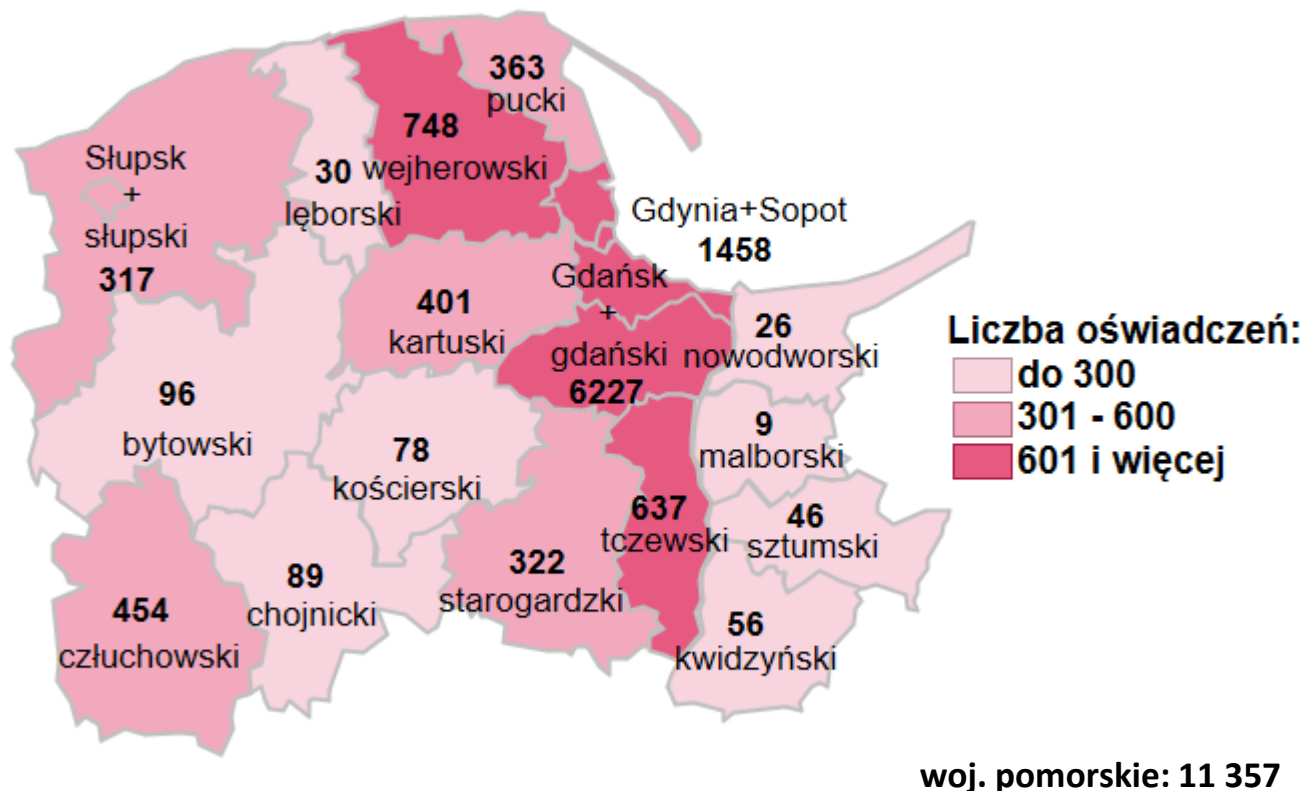 363
pucki
748
wejherowski
Słupsk
+
słupski
317
30
lęborski
Gdynia+Sopot
1458
Gdańsk
+
gdański
6227
401
kartuski
26
nowodworski
Liczba oświadczeń:
do 300
301 - 600
601 i więcej
96
bytowski
78
kościerski
9
malborski
637
tczewski
46
sztumski
322
starogardzki
89
chojnicki
454
człuchowski
56
kwidzyński
woj. pomorskie: 11 357